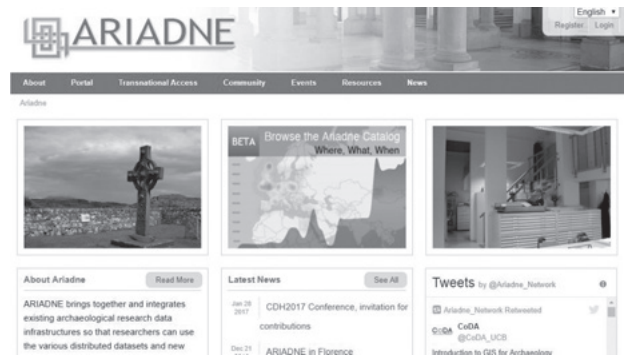 ARIADNE
English
Register Login
About Portal Transnational Access Community Events Resources News
Ariadne
BETA
Browse the Ariadne Catalog
Where, What, When
About Ariadne
Read More
ARIADNE brings together and integrates
existing archaeological research data
infrastructures so that researchers can use
the various distributed datasets and new
Latest News
See All
Jan 26
2017
CDH2017 Conference, invitation for
contributions
Dec 21
ARIADNE in Florence
Tweets by @Ariadne_Network
Ariadne_Network Retweeted
CoDA
CoDA
@CoDA_UCB
Introduction to GIS for Archaeology